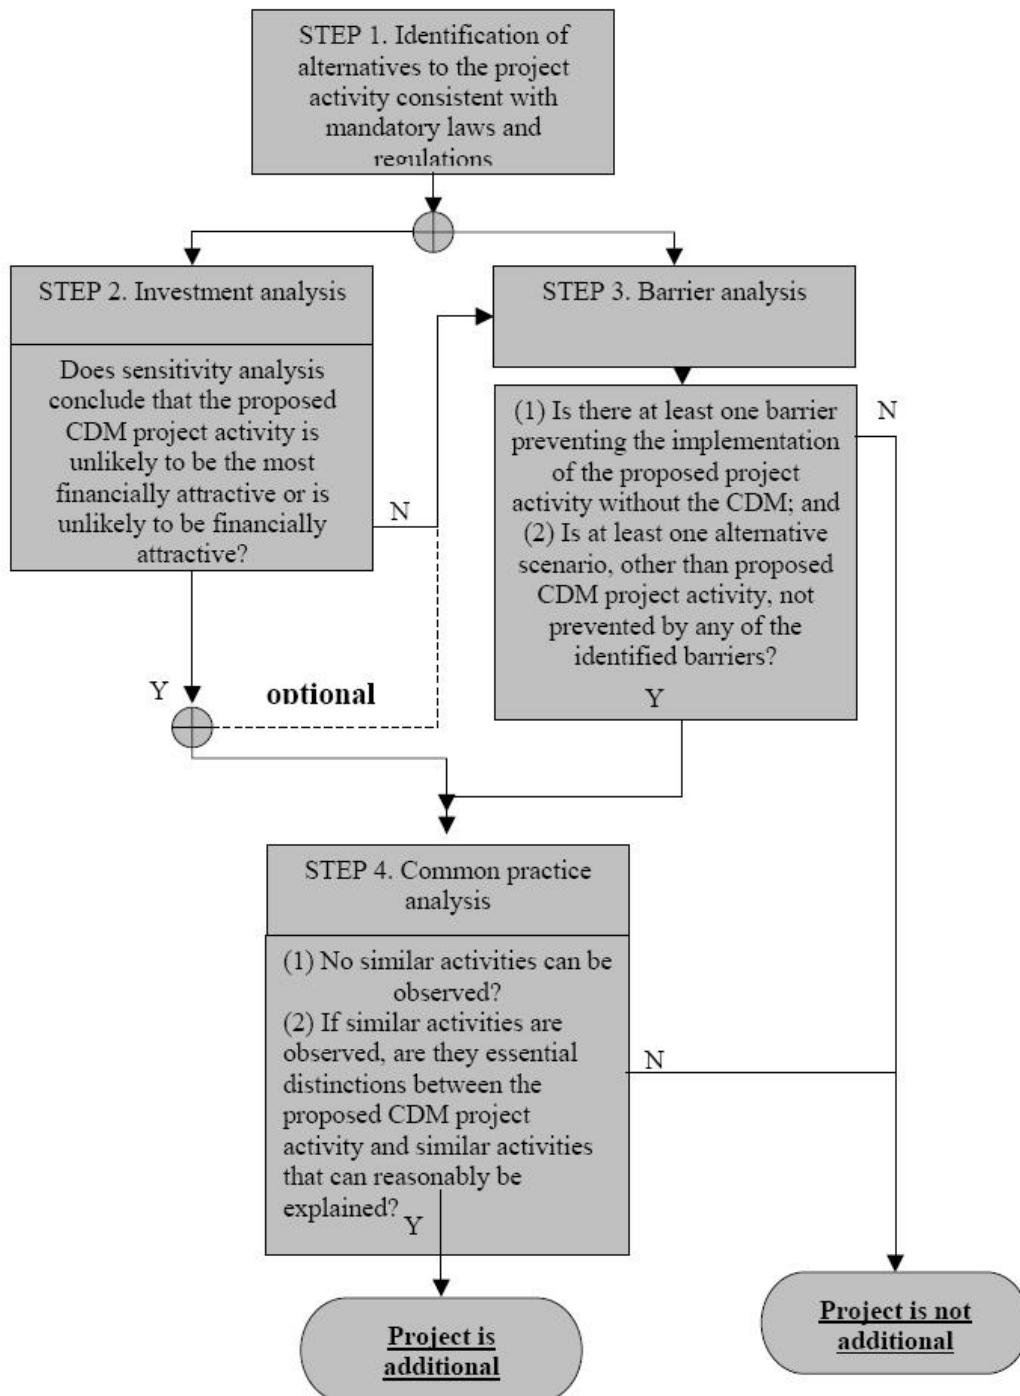 STEP 1. Identification of
alternatives to the project
activity consistent with
mandatory laws and
regulations
STEP 2. Investment analysis
Does sensitivity analysis
conclude that the proposed
CDM project activity is
unlikely to be the most
financially attractive or is
unlikely to be financially
attractive?
N
Y
optional
STEP 3. Barrier analysis
(1) Is there at least one barrier
preventing the implementation
of the proposed project
activity without the CDM; and
(2) Is at least one alternative
scenario, other than proposed
CDM project activity, not
prevented by any of the
identified barriers?
N
Y
STEP 4. Common practice
analysis
(1) No similar activities can be
observed?
(2) If similar activities are
observed, are they essential
distinctions between the
proposed CDM project
activity and similar activities
that can reasonably be
explained?
N
Y
Project is
additional
Project is not
additional